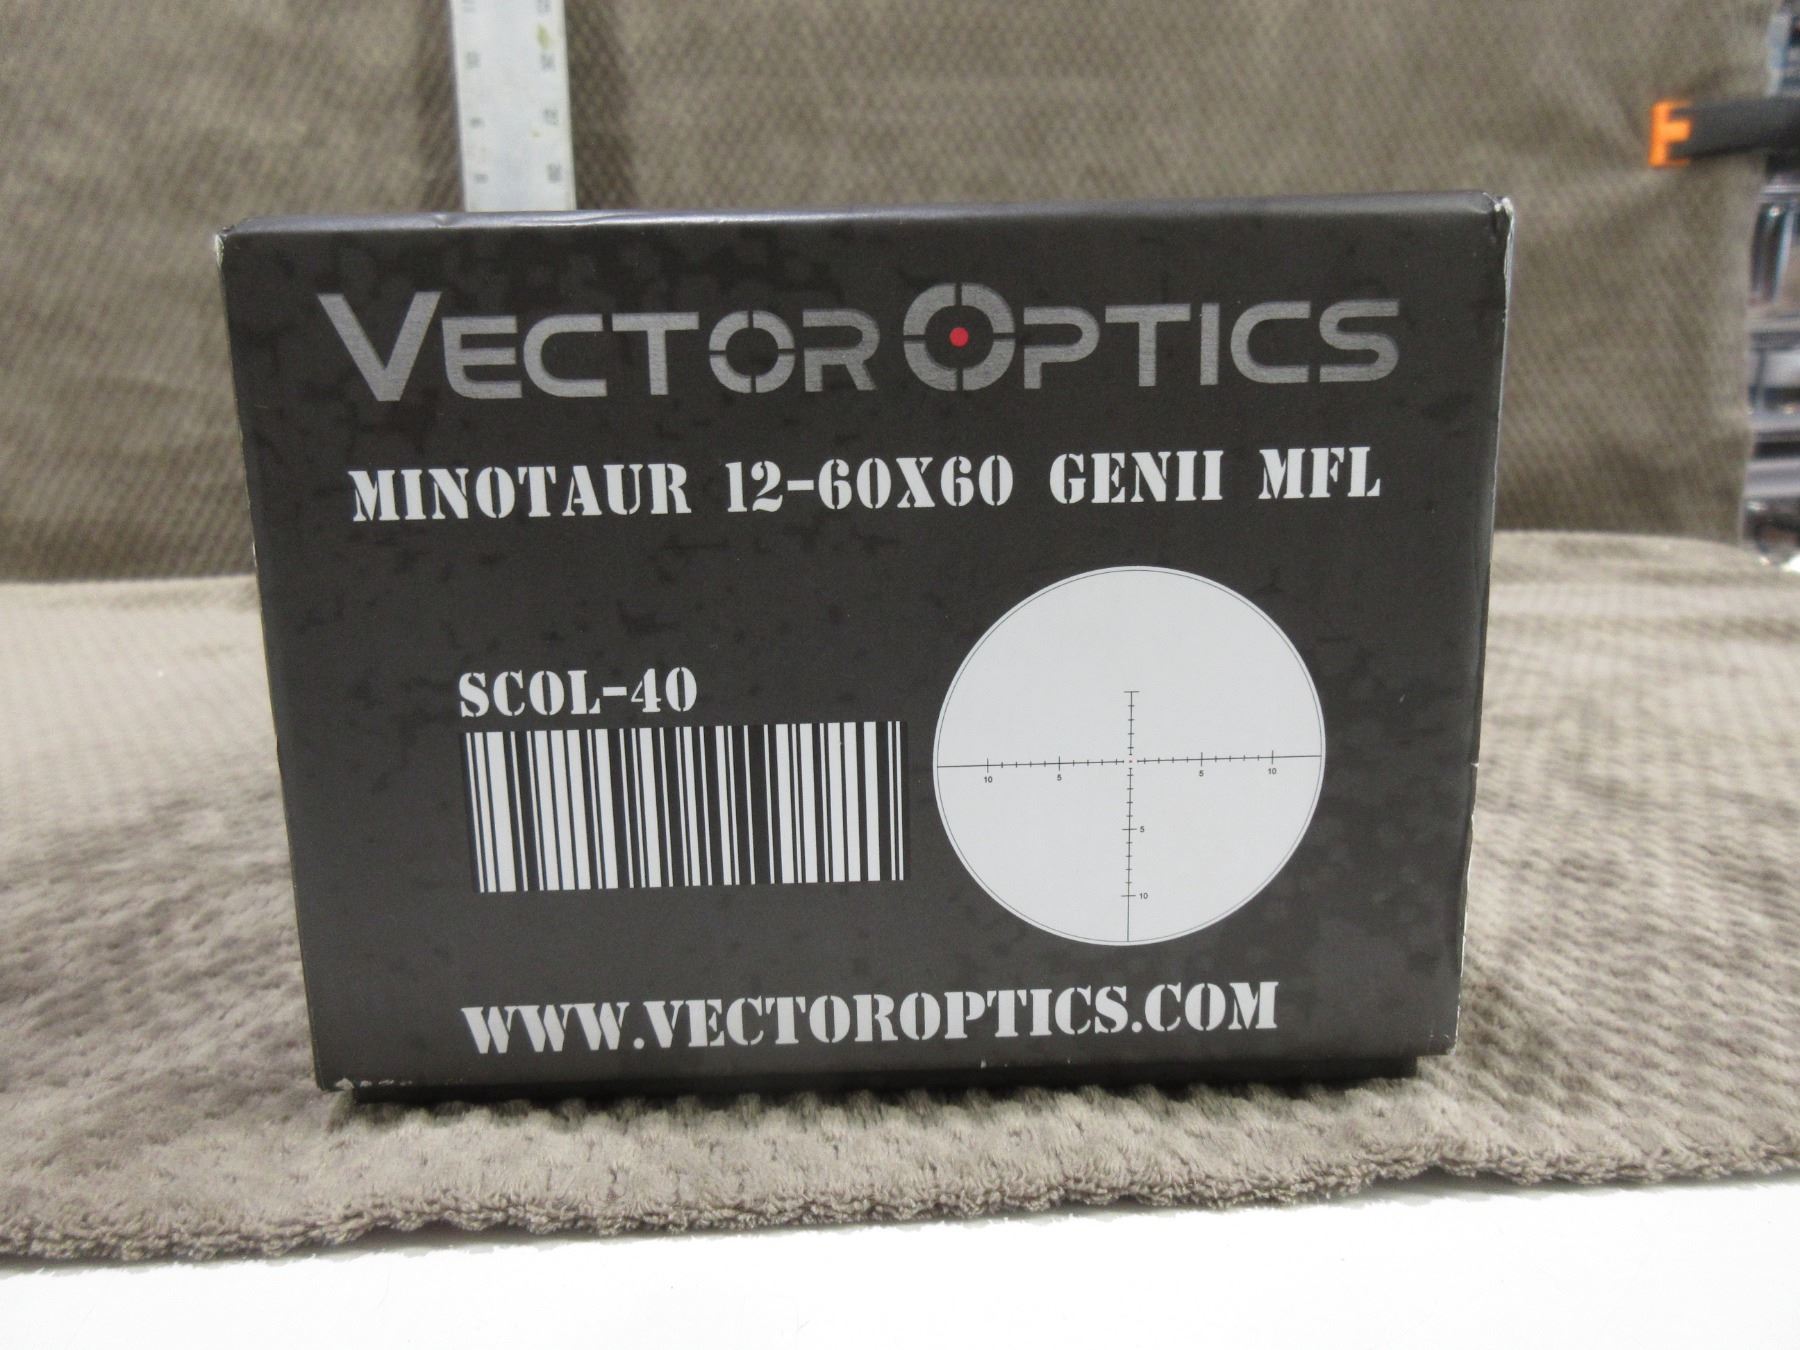 VECTOR OPTICS
MINOTAUR 12-60X60 GENII MFL
SCOL-40
10 5 5 10
5
10
WWW.VECTOROPTICS.COM